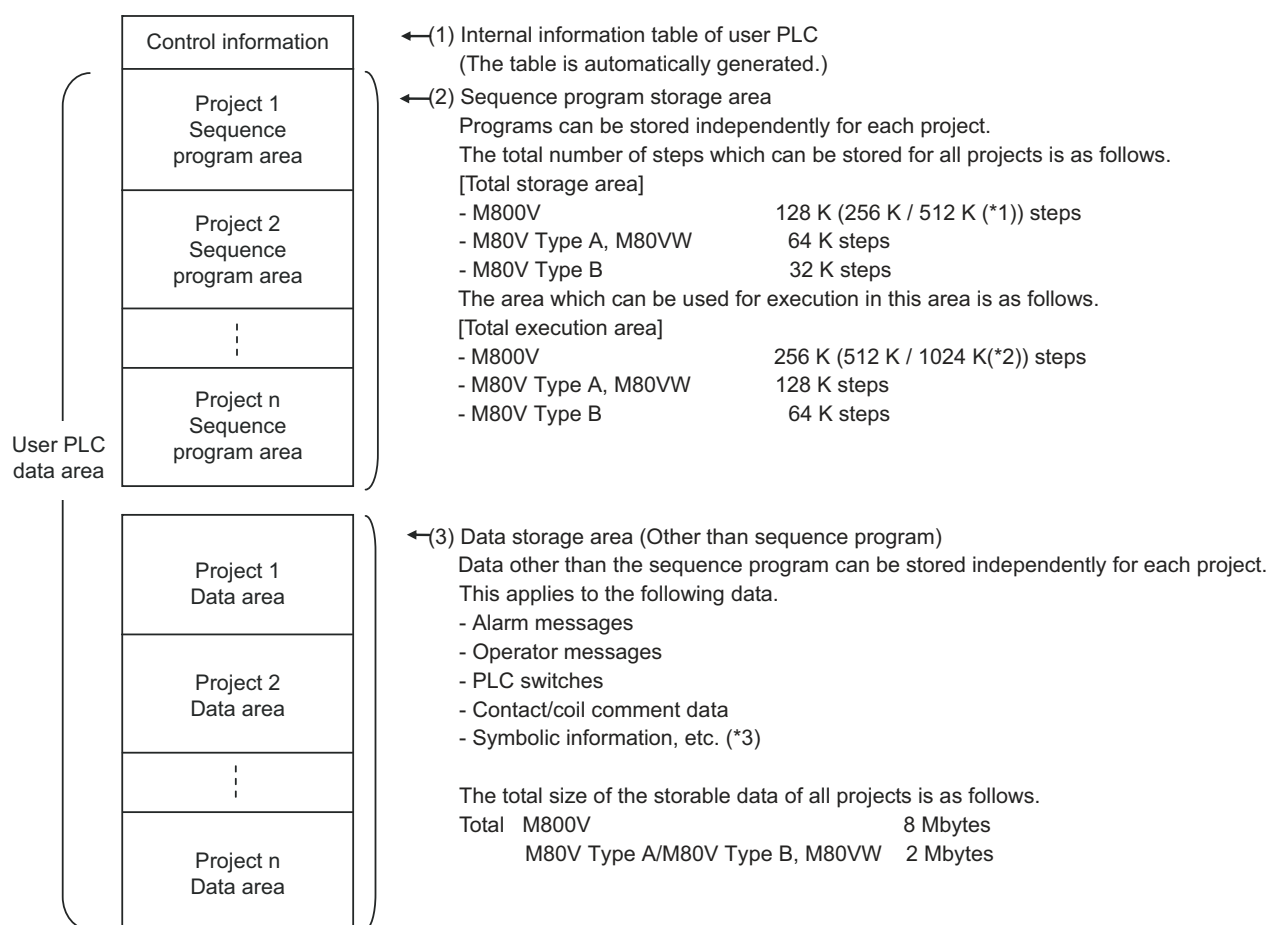 Control information
(1) Internal information table of user PLC
(The table is automatically generated.)
Project 1
Sequence
program area
Project 2
Sequence
program area
Project n
Sequence
program area
User PLC
data area
(2) Sequence program storage area
Programs can be stored independently for each project.
The total number of steps which can be stored for all projects is as follows.
[Total storage area]
- M800V 128 K (256 K / 512 K (*1)) steps
- M80V Type A, M80VW 64 K steps
- M80V Type B 32 K steps
The area which can be used for execution in this area is as follows.
[Total execution area]
- M800V 256 K (512 K / 1024 K(*2)) steps
- M80V Type A, M80VW 128 K steps
- M80V Type B 64 K steps
Project 1
Data area
Project 2
Data area
Project n
Data area
(3) Data storage area (Other than sequence program)
Data other than the sequence program can be stored independently for each project.
This applies to the following data.
- Alarm messages
- Operator messages
- PLC switches
- Contact/coil comment data
- Symbolic information, etc. (*3)
The total size of the storable data of all projects is as follows.
Total M800V 8 Mbytes
M80V Type A/M80V Type B, M80VW 2 Mbytes